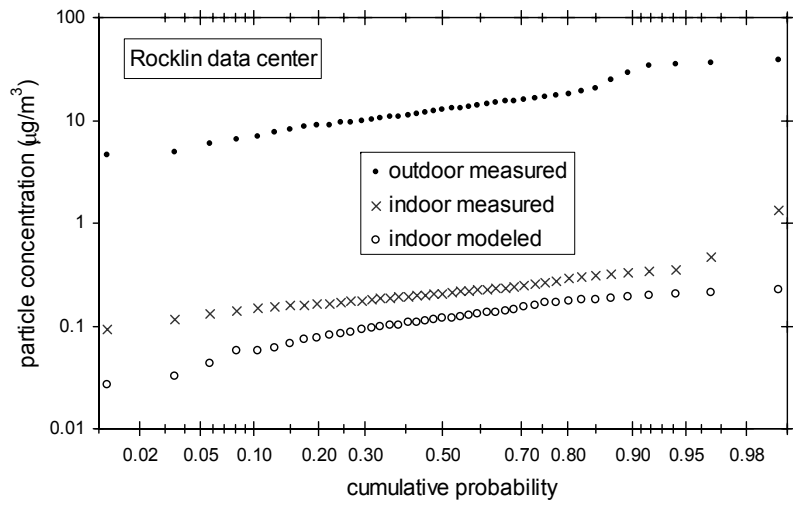 100
10
1
0.1
0.01
particle concentration (μg/m³)
Rocklin data center
outdoor measured
indoor measured
indoor modeled
0.02 0.05 0.10 0.20 0.30 0.50 0.70 0.80 0.90 0.95 0.98
cumulative probability